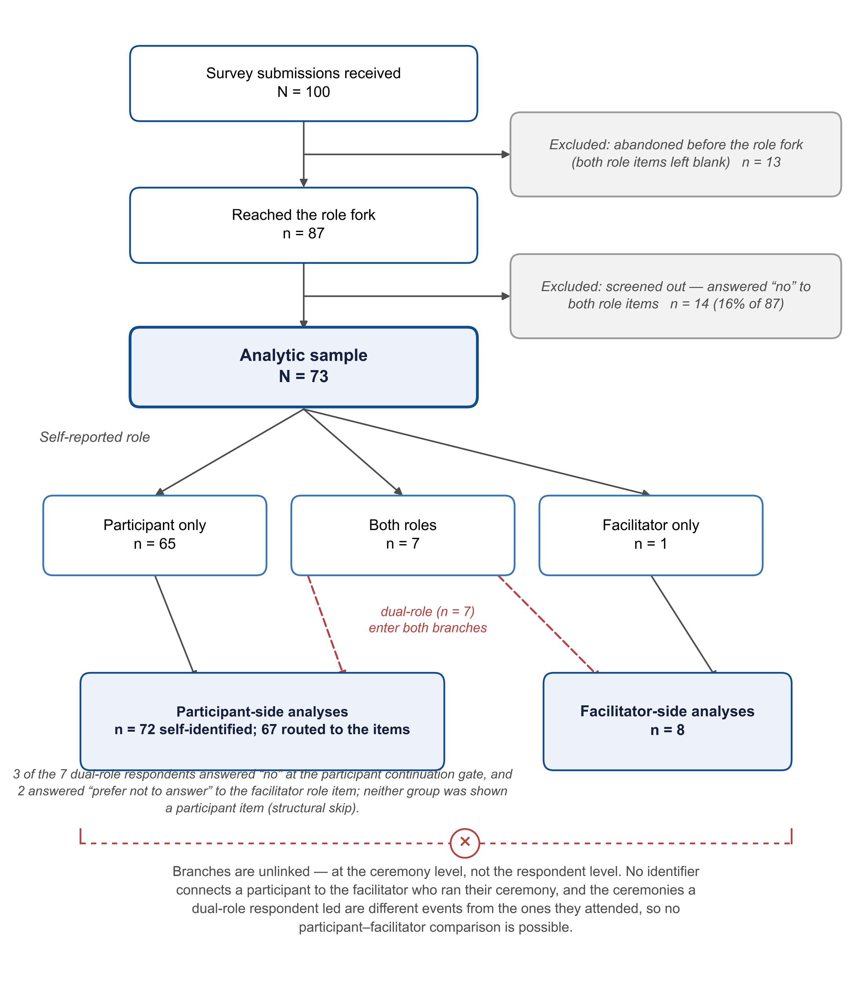 Survey submissions received
N = 100
Excluded: abandoned before the role fork
(both role items left blank)   n = 13
Reached the role fork
n = 87
Excluded: screened out — answered “no” to
both role items   n = 14 (16% of 87)
Analytic sample
N = 73
Self-reported role
Participant only
n = 65
Both roles
n = 7
Facilitator only
n = 1
dual-role (n = 7)
enter both branches
Participant-side analyses
n = 72 self-identified; 67 routed to the items
Facilitator-side analyses
n = 8
3 of the 7 dual-role respondents answered “no” at the participant continuation gate, and
2 answered “prefer not to answer” to the facilitator role item; neither group was shown
a participant item (structural skip).
×
Branches are unlinked — at the ceremony level, not the respondent level. No identifier
connects a participant to the facilitator who ran their ceremony, and the ceremonies a
dual-role respondent led are different events from the ones they attended, so no
participant–facilitator comparison is possible.